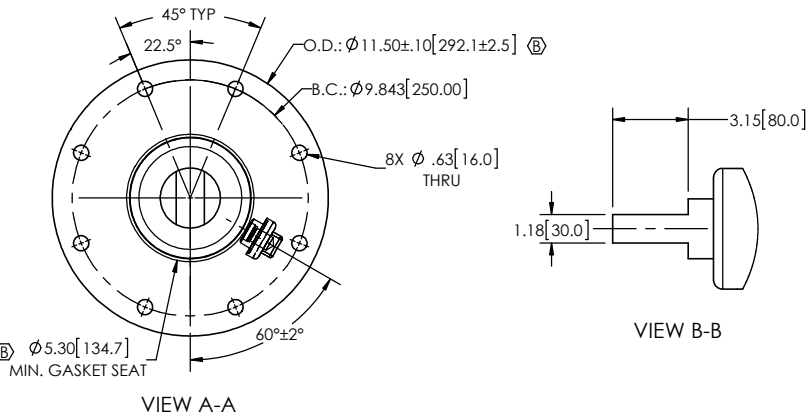 45° TYP
22.5°
O.D.: Ø11.50±.10[292.1±2.5] B
B.C.: Ø9.843[250.00]
8X Ø .63[16.0]
THRU
60°±2°
B Ø5.30[134.7]
MIN. GASKET SEAT
VIEW A-A
3.15[80.0]
1.18[30.0]
VIEW B-B